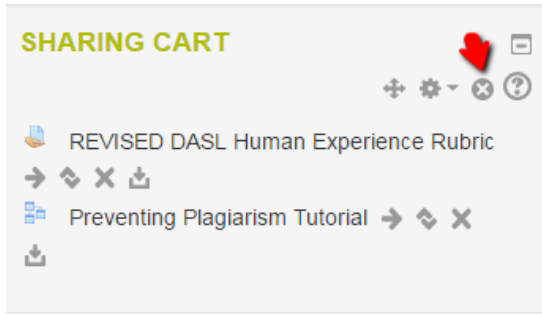 SHARING CART
REVISED DASL Human Experience Rubric
Preventing Plagiarism Tutorial